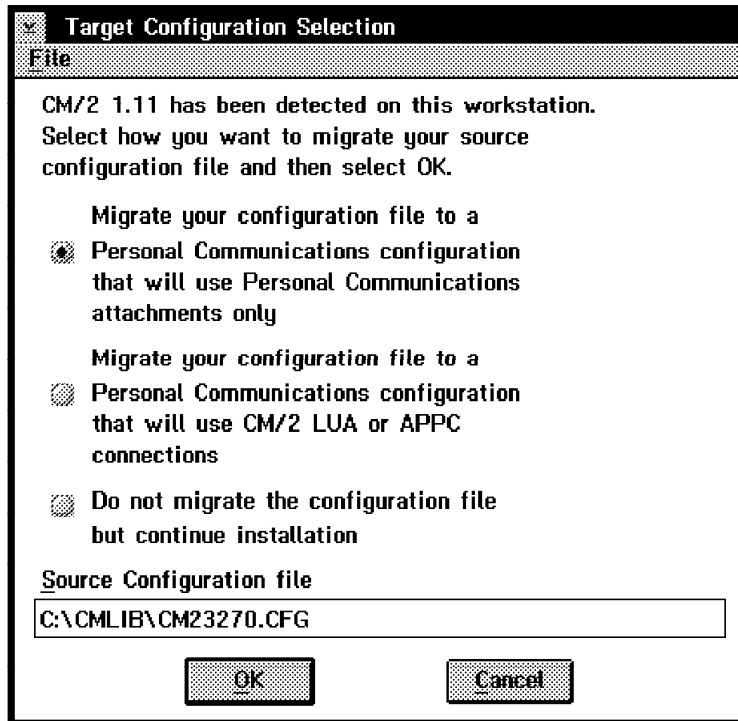 Target Configuration Selection
File
CM/2 1.11 has been detected on this workstation.
Select how you want to migrate your source
configuration file and then select OK.
Migrate your configuration file to a
Personal Communications configuration
that will use Personal Communications
attachments only
Migrate your configuration file to a
Personal Communications configuration
that will use CM/2 LUA or APPC
connections
Do not migrate the configuration file
but continue installation
Source Configuration file
C:\CMLIB\CM23270.CFG
OK
Cancel